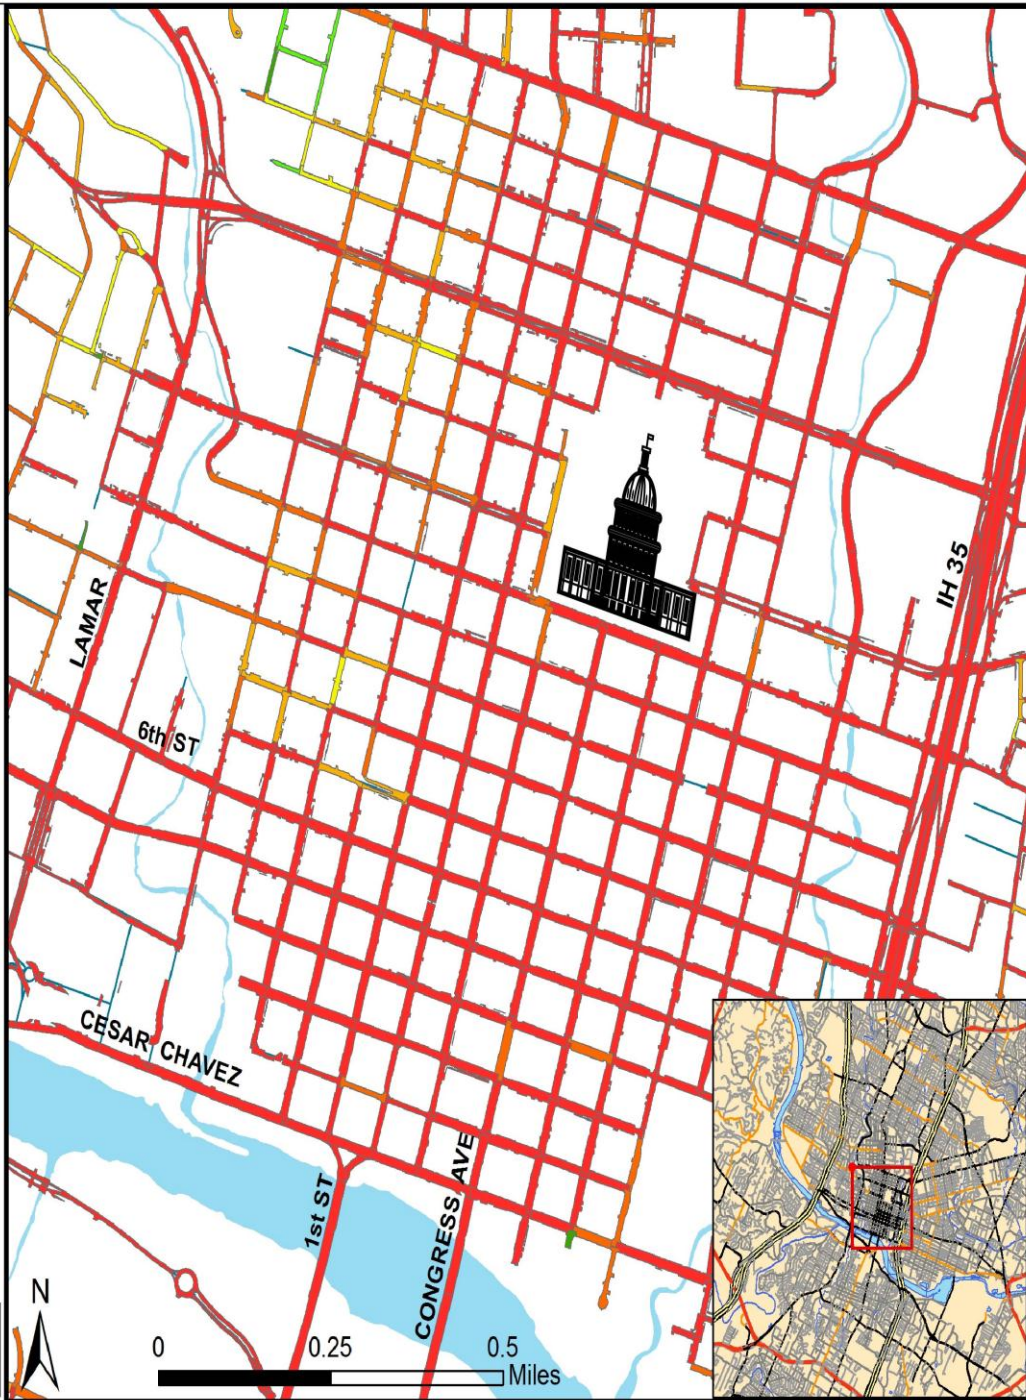 IH 35
LAMAR
6th ST
CESAR CHAVEZ
1st ST
CONGRESS AVE
N
0 0.25 0.5
Miles